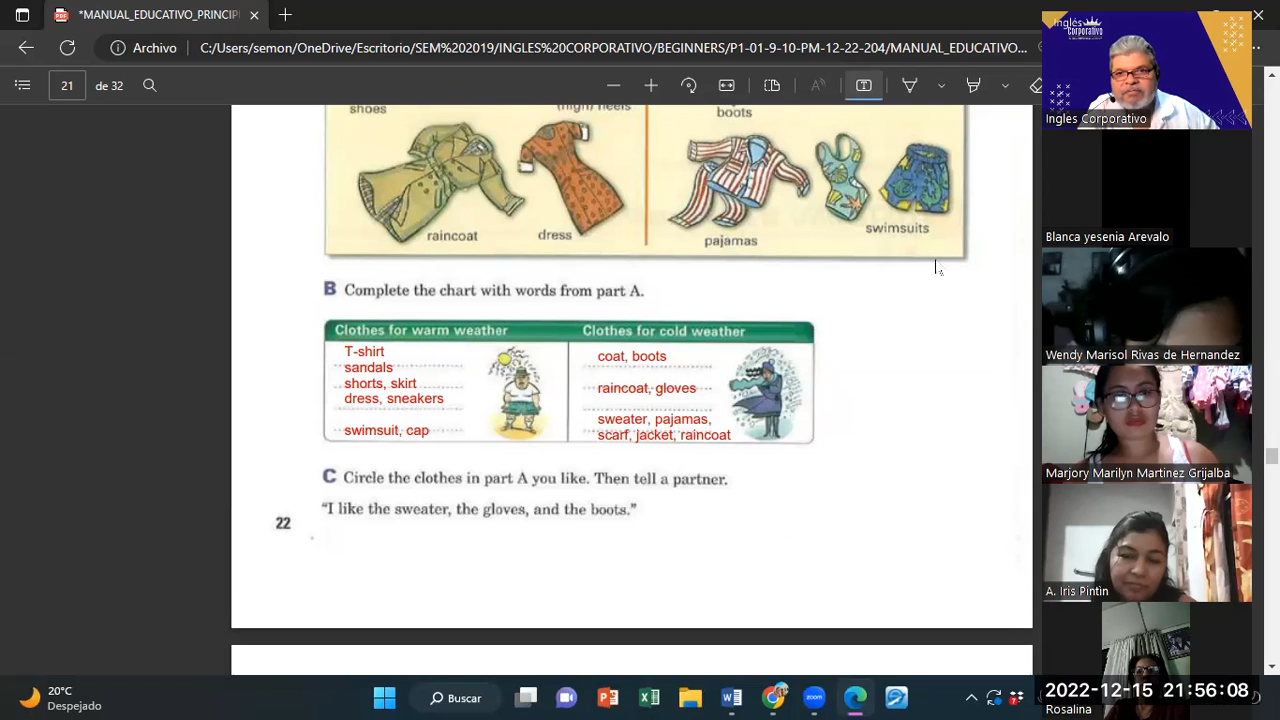 *MANUAL_EDUCATIVO_PRINCIPI
Archivo
C:/Users/semon/OneDrive/Escritorio/SEM%202019/INGLES%20CORPORATIVO/BEGINNERS/P1-01-9-10-PM-12-22-204/MANUAL_EDUCATIVO...
21 de 32
shoes
(high) heels
boots
raincoat
dress
pajamas
swimsuits
B Complete the chart with words from part A.
Clothes for warm weather
Clothes for cold weather
T-shirt
sandals
shorts, skirt
dress, sneakers
swimsuit, cap
coat, boots
raincoat, gloves
sweater, pajamas,
scarf, jacket, raincoat
C Circle the clothes in part A you like. Then tell a partner.
"I like the sweater, the gloves, and the boots."
22
Inglés
Corporativo
Ingles Corporativo
Blanca yesenia Arevalo
Wendy Marisol Rivas de Hernandez
Marjory Marilyn Martinez Grijalba
A. Iris Pintin
2022-12-15 21:56:08
Rosalina
20°C
Despejado
Buscar